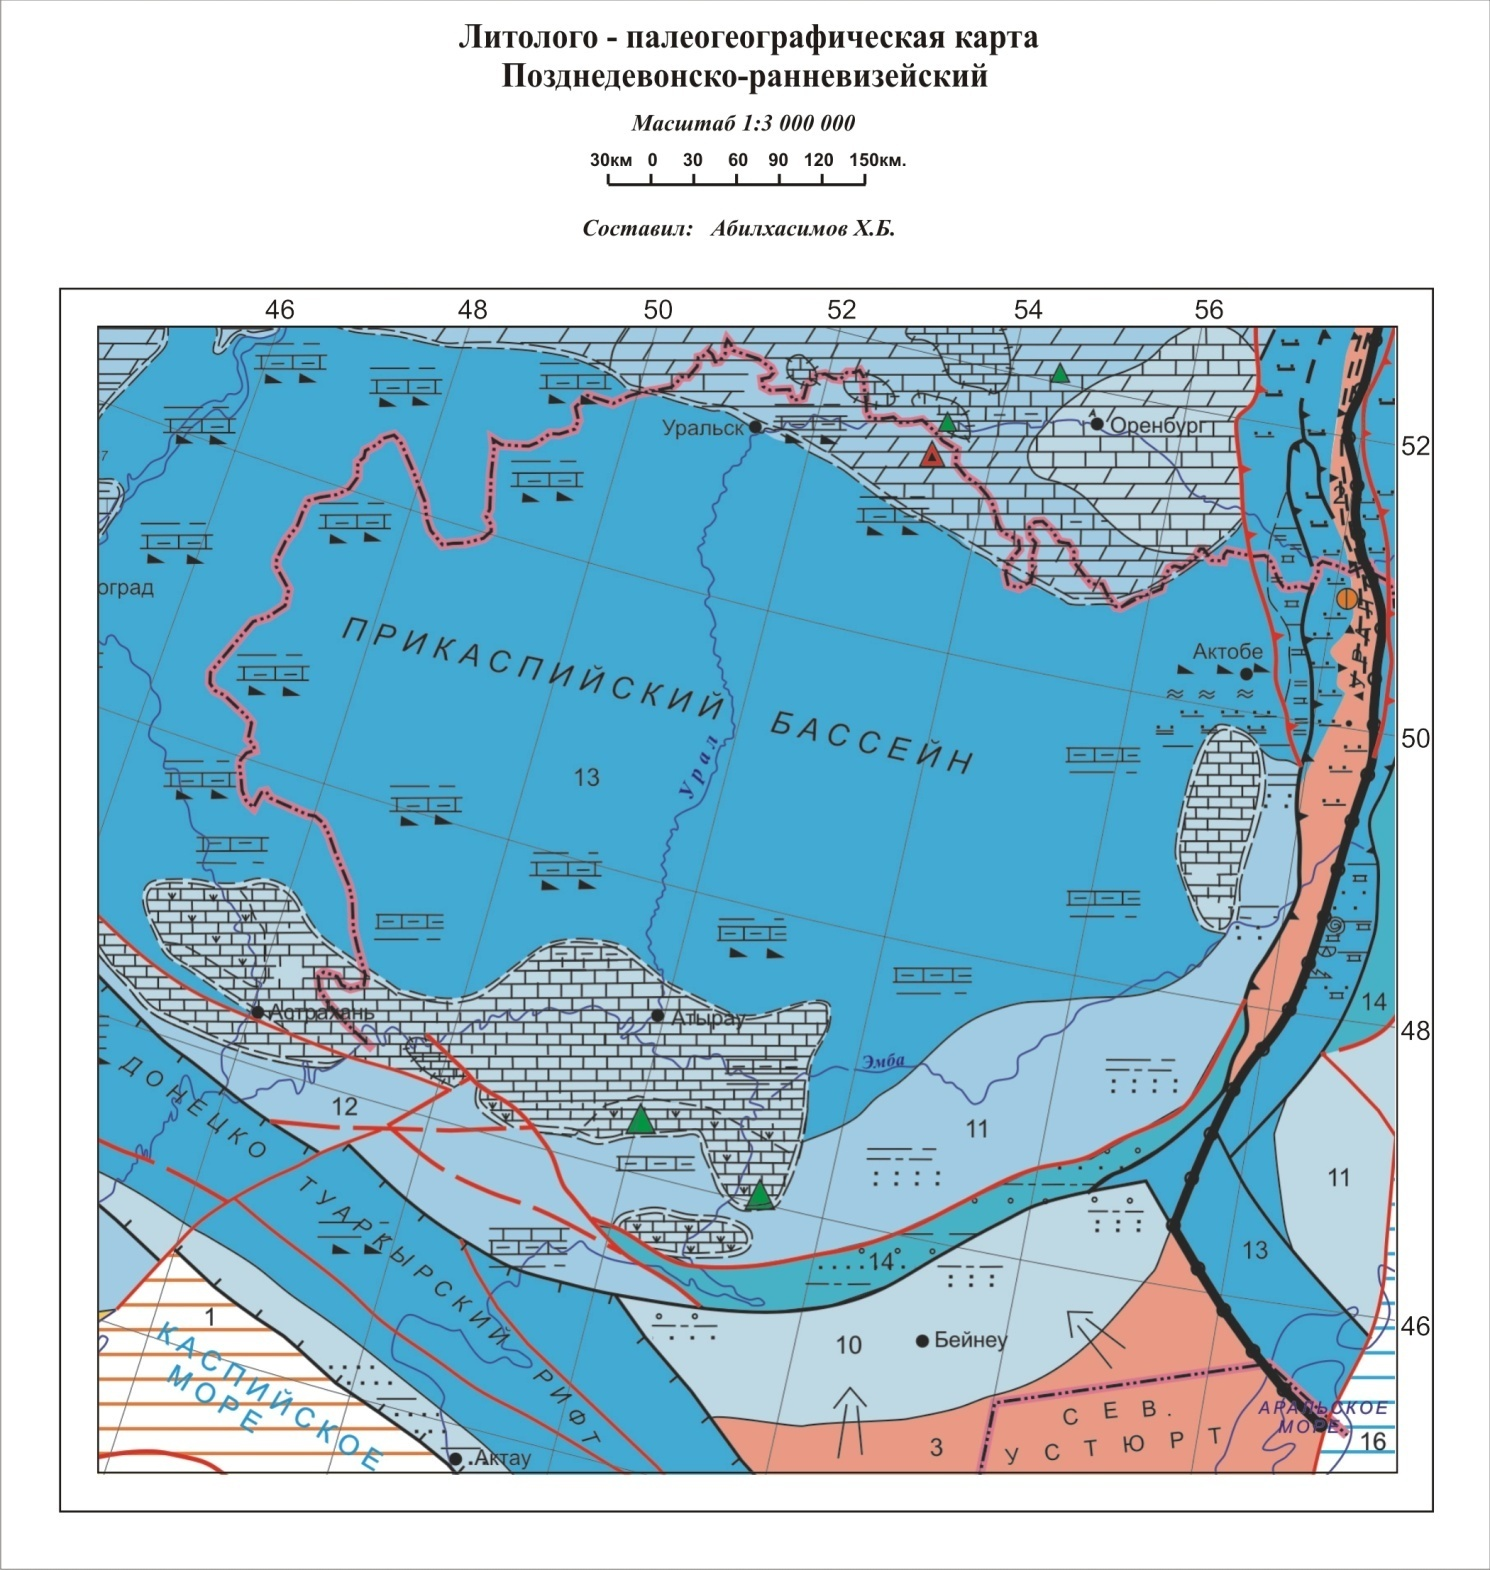 Литолого - палеогеографическая карта
Позднедевонско-ранневизейский
Масштаб 1:3 000 000
30км 0 30 60 90 120 150км.
Составил: Абилхасимов Х.Б.
46 48 50 52 54 56
Уральск
Оренбург
52
7
2
оград
ПРИКАСПИЙСКИЙ БАССЕЙН
Актобе
50
Урал
13
14
Астрахань
Атырау
48
Эмба
ДОНЕЦКО
12
11
11
ТУАРКЫРСКИЙ РИФТ
13
14
1
КАСПИЙСКОЕ
МОРЕ
10
Бейнеу
46
СЕВ.
УСТЮРТ
3
АРАЛЬСКОЕ
МОРЕ
16
Актау